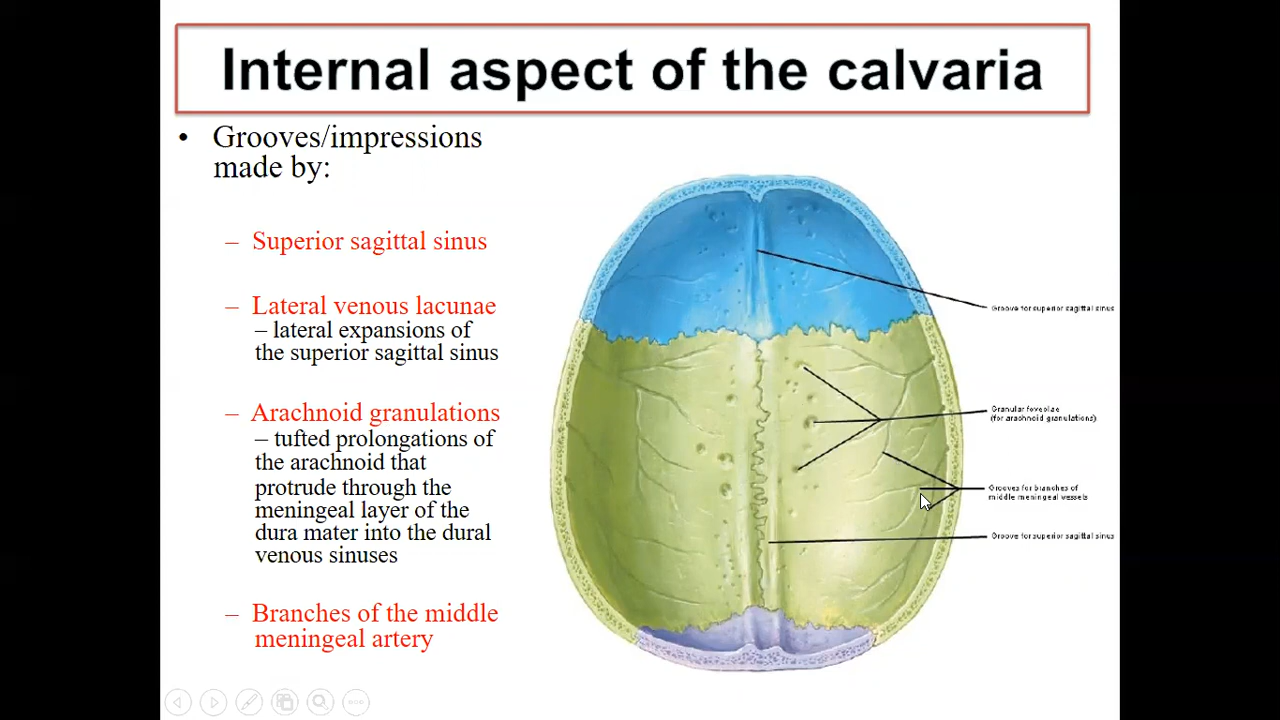 Internal aspect of the calvaria
• Grooves/impressions
made by:
– Superior sagittal sinus
– Lateral venous lacunae
– lateral expansions of
the superior sagittal sinus
– Arachnoid granulations
– tufted prolongations of
the arachnoid that
protrude through the
meningeal layer of the
dura mater into the dural
venous sinuses
– Branches of the middle
meningeal artery
Groove for superior sagittal sinus
Granular foveolae
(for arachnoid granulations)
Grooves for branches of
middle meningeal vessels
Groove for superior sagittal sinus